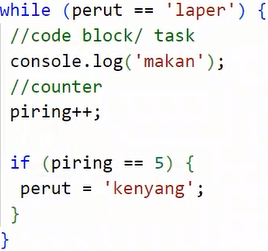 while (perut == 'laper') {
//code block/ task
console.log('makan');
//counter
piring++;
if (piring == 5) {
perut = 'kenyang';
}
}